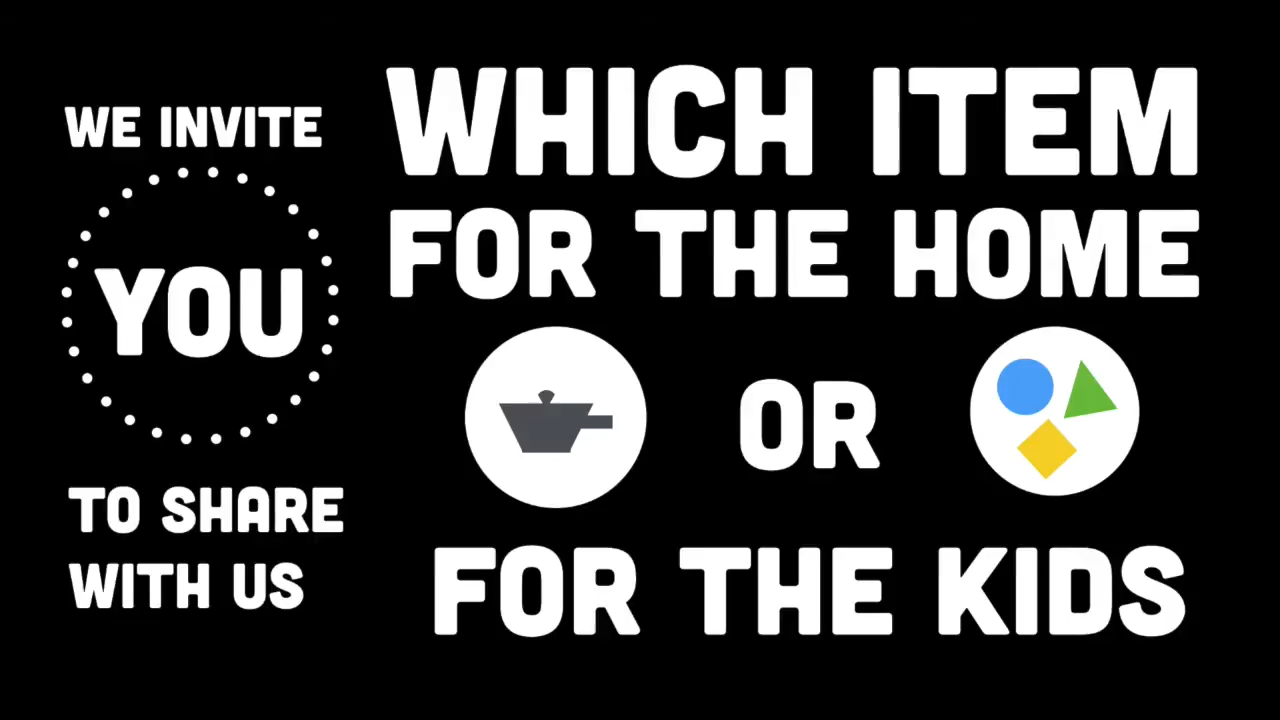 WE INVITE
YOU
TO SHARE
WITH US
WHICH ITEM
FOR THE HOME
OR
FOR THE KIDS